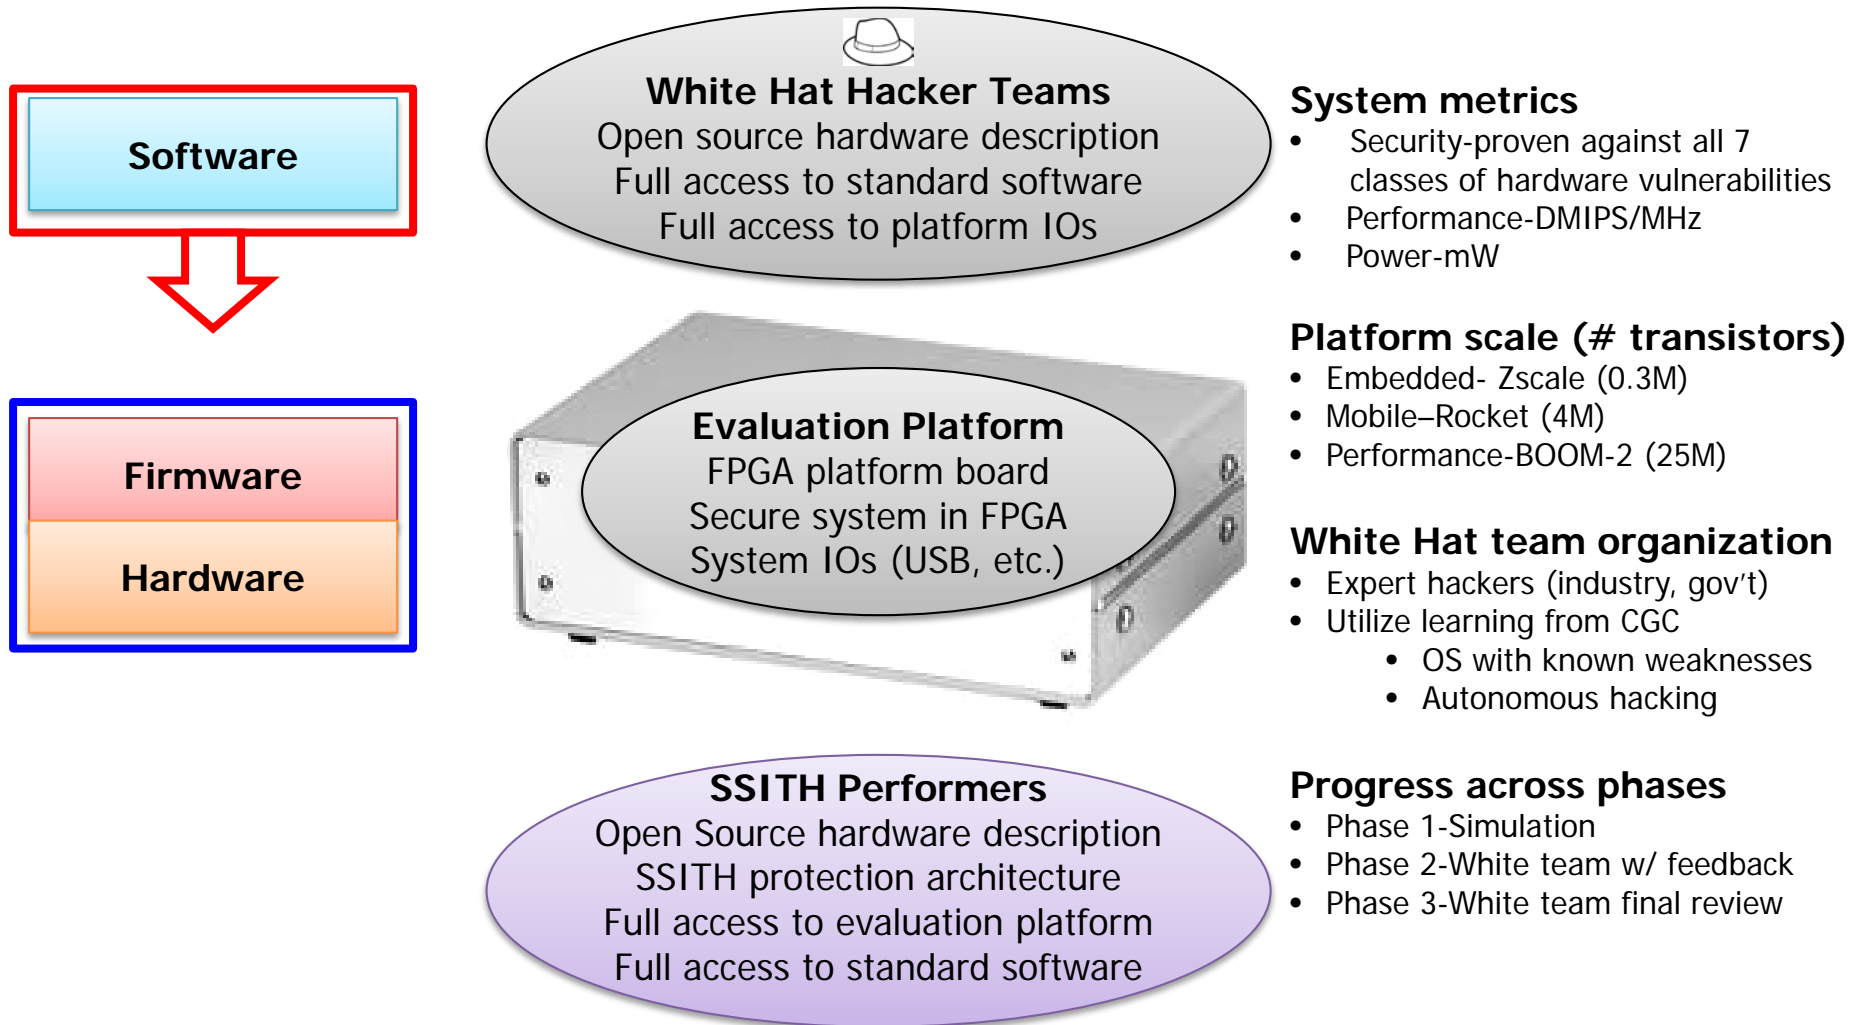 Software
Firmware
Hardware
White Hat Hacker Teams
Open source hardware description
Full access to standard software
Full access to platform IOs
Evaluation Platform
FPGA platform board
Secure system in FPGA
System IOs (USB, etc.)
SSITH Performers
Open Source hardware description
SSITH protection architecture
Full access to evaluation platform
Full access to standard software
System metrics
• Security-proven against all 7
classes of hardware vulnerabilities
• Performance-DMIPS/MHz
• Power-mW
Platform scale (# transistors)
• Embedded- Zscale (0.3M)
• Mobile–Rocket (4M)
• Performance-BOOM-2 (25M)
White Hat team organization
• Expert hackers (industry, gov’t)
• Utilize learning from CGC
• OS with known weaknesses
• Autonomous hacking
Progress across phases
• Phase 1-Simulation
• Phase 2-White team w/ feedback
• Phase 3-White team final review